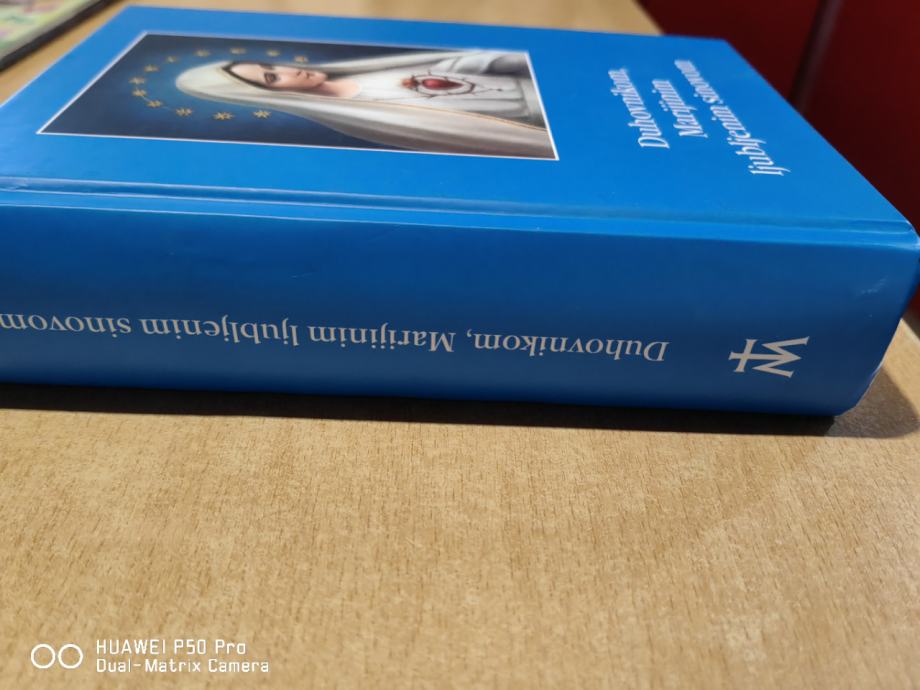 Duhovnikom,
Marijinim
ljubljenim sinovom
Duhovnikom, Marijinim ljubljenim sinovom
HUAWEI P50 Pro
Dual-Matrix Camera